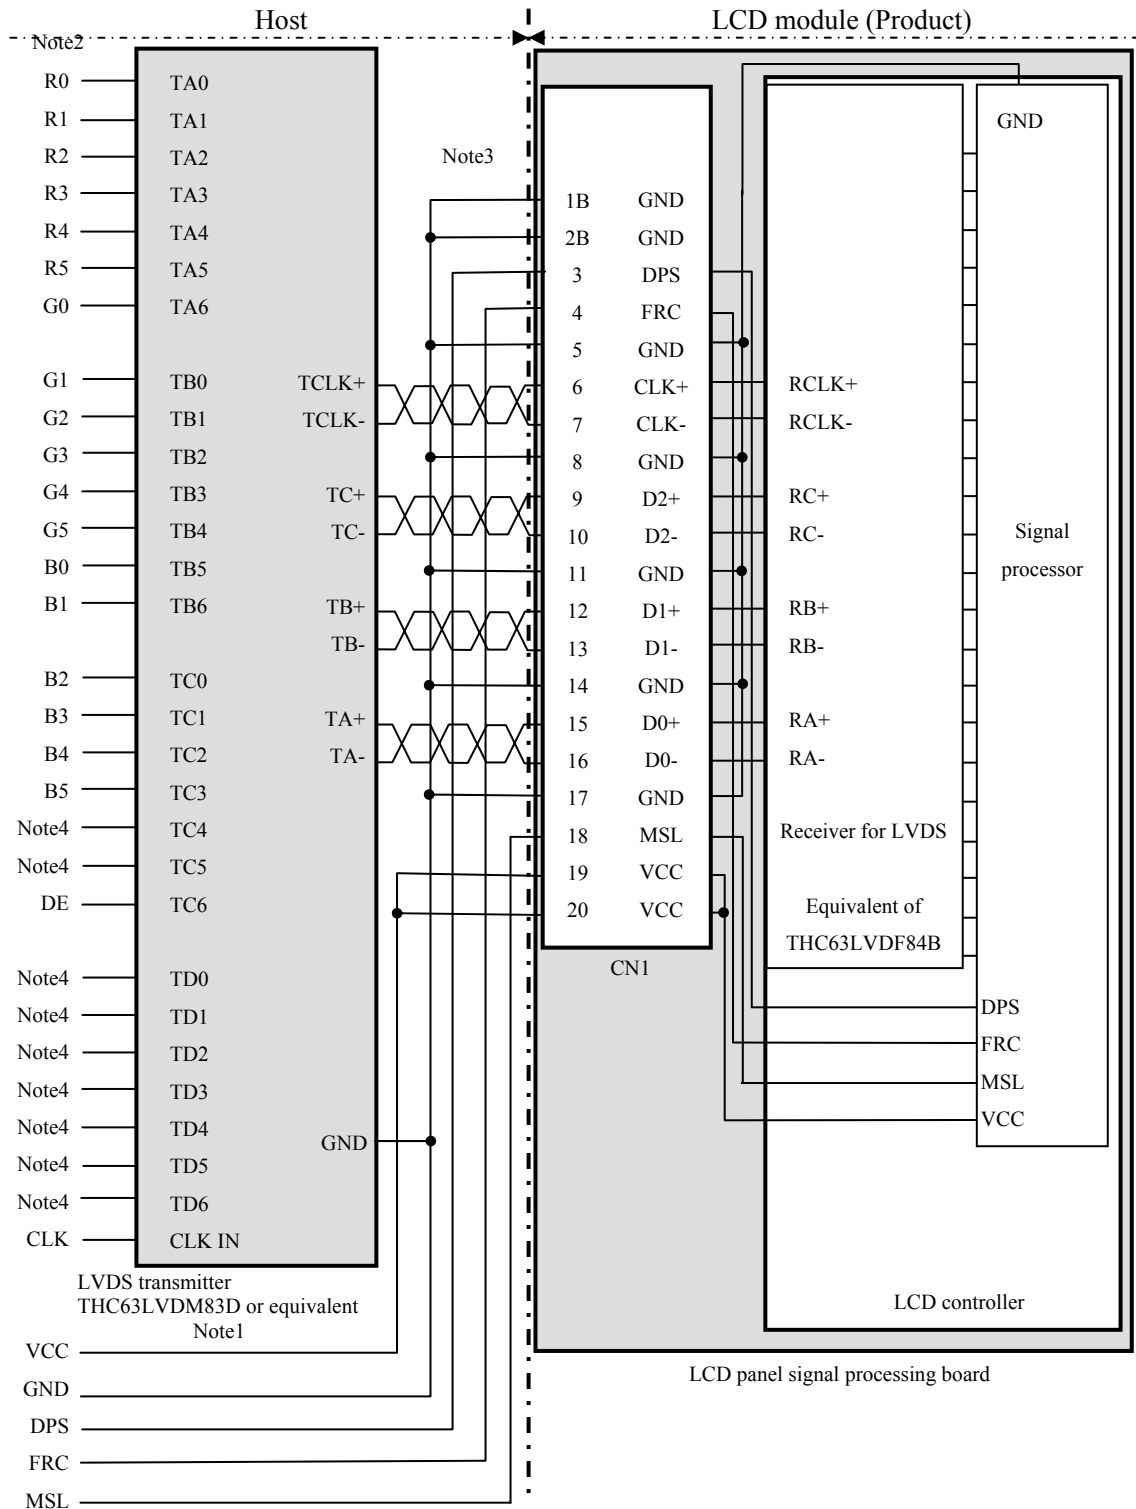 Host
LCD module (Product)
Note2
R0 TA0
R1 TA1
R2 TA2
R3 TA3
R4 TA4
R5 TA5
G0 TA6
G1 TB0 TCLK+
G2 TB1 TCLK-
G3 TB2
G4 TB3 TC+
G5 TB4 TC-
B0 TB5
B1 TB6 TB+
TB-
B2 TC0
B3 TC1 TA+
B4 TC2 TA-
B5 TC3
Note4 TC4
Note4 TC5
DE TC6
Note4 TD0
Note4 TD1
Note4 TD2
Note4 TD3
Note4 TD4
GND
Note4 TD5
Note4 TD6
CLK CLK IN
LVDS transmitter
THC63LVDM83D or equivalent
Note1
VCC
GND
DPS
FRC
MSL
Note3
1B GND
2B GND
3 DPS
4 FRC
5 GND
6 CLK+
7 CLK-
8 GND
9 D2+
10 D2-
11 GND
12 D1+
13 D1-
14 GND
15 D0+
16 D0-
17 GND
18 MSL
19 VCC
20 VCC
CN1
RCLK+
RCLK-
RC+
RC-
RB+
RB-
RA+
RA-
Receiver for LVDS
Equivalent of
THC63LVDF84B
GND
Signal
processor
DPS
FRC
MSL
VCC
LCD controller
LCD panel signal processing board